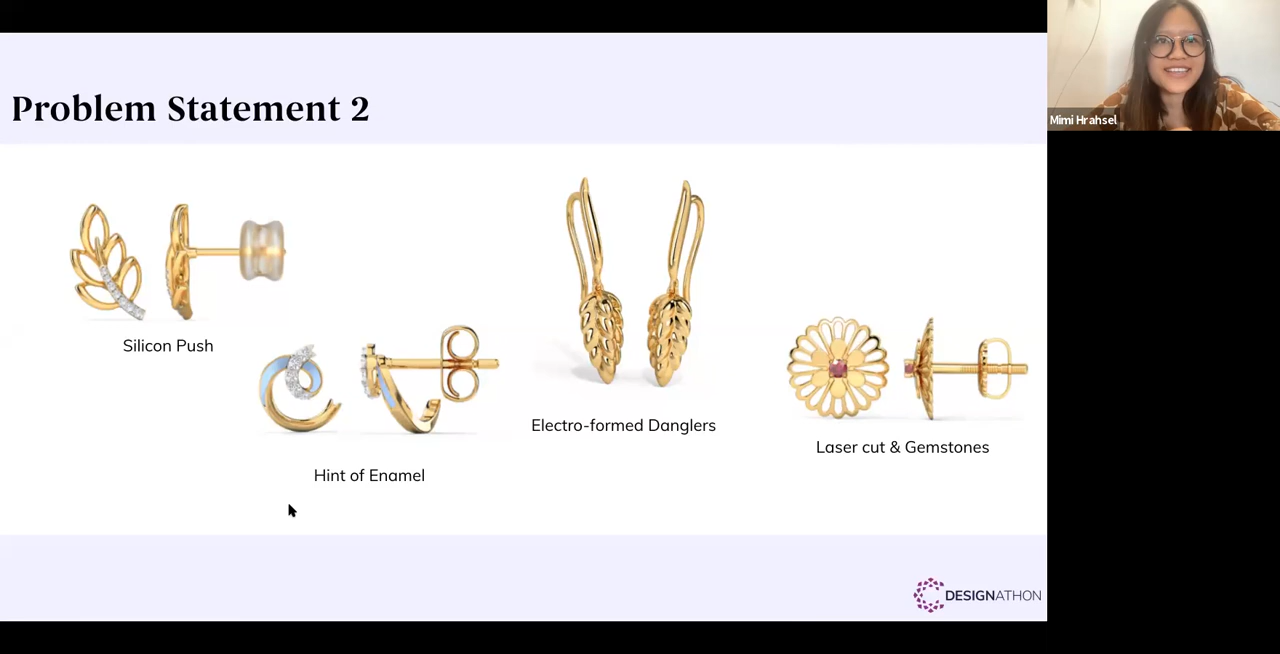 Problem Statement 2
Mimi Hrahsel
Silicon Push
Hint of Enamel
Electro-formed Danglers
Laser cut & Gemstones
DESIGNATHON